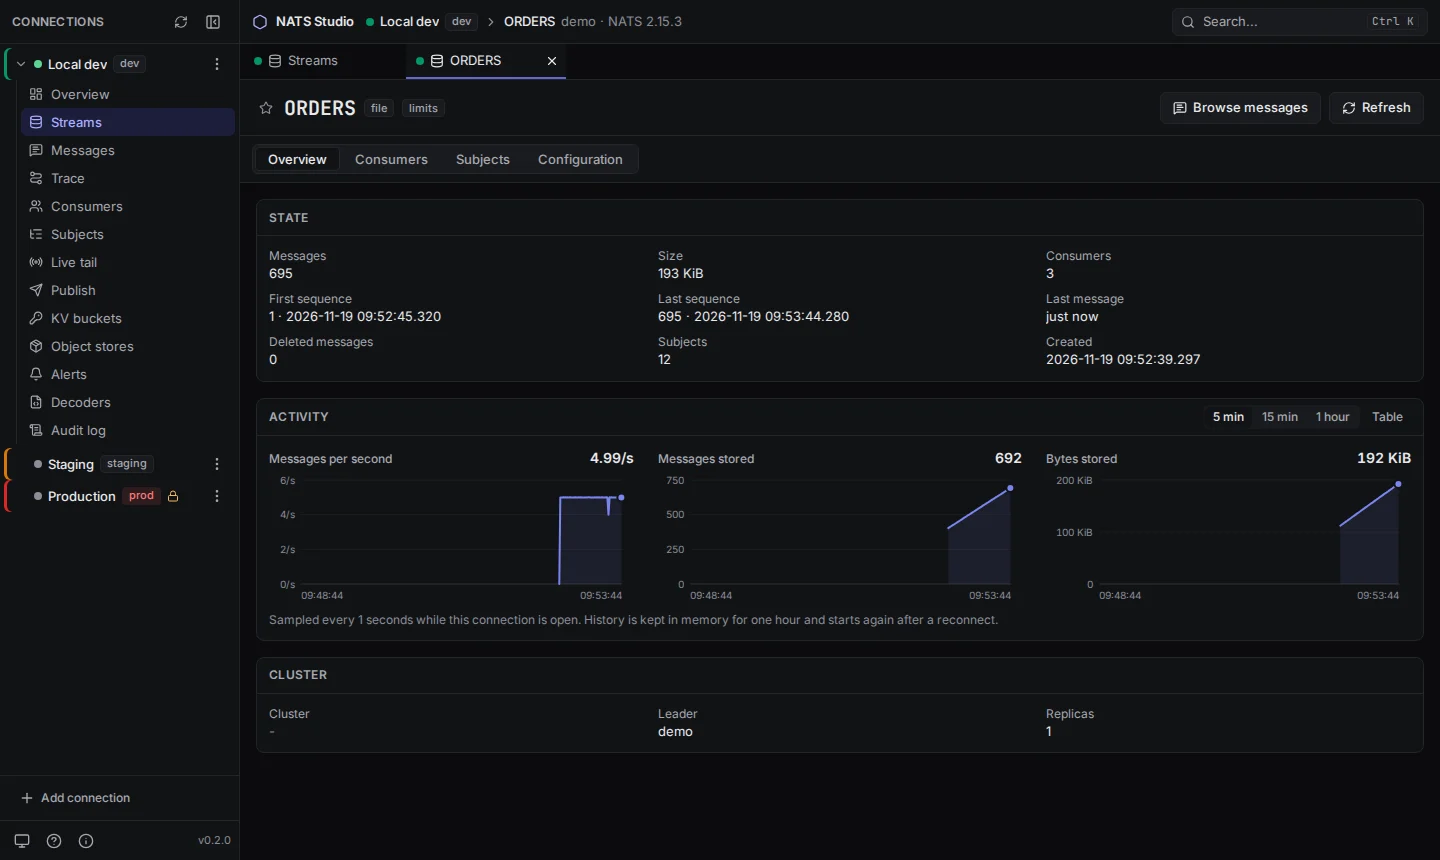 CONNECTIONS
NATS Studio Local dev dev > ORDERS demo · NATS 2.15.3
Search... Ctrl K
Local dev dev
Overview
Streams
Messages
Trace
Consumers
Subjects
Live tail
Publish
KV buckets
Object stores
Alerts
Decoders
Audit log
Staging staging
Production prod
Add connection
v0.2.0
Streams
ORDERS
ORDERS file limits
Browse messages Refresh
Overview Consumers Subjects Configuration
STATE
Messages Size Consumers
695 193 KiB 3
First sequence Last sequence Last message
1 · 2026-11-19 09:52:45.320 695 · 2026-11-19 09:53:44.280 just now
Deleted messages Subjects Created
0 12 2026-11-19 09:52:39.297
ACTIVITY
5 min 15 min 1 hour Table
Messages per second 4.99/s
6/s
4/s
2/s
0/s
09:48:44 09:53:44
Messages stored 692
750
500
250
0
09:48:44 09:53:44
Bytes stored 192 KiB
200 KiB
100 KiB
0
09:48:44 09:53:44
Sampled every 1 seconds while this connection is open. History is kept in memory for one hour and starts again after a reconnect.
CLUSTER
Cluster Leader Replicas
- demo 1